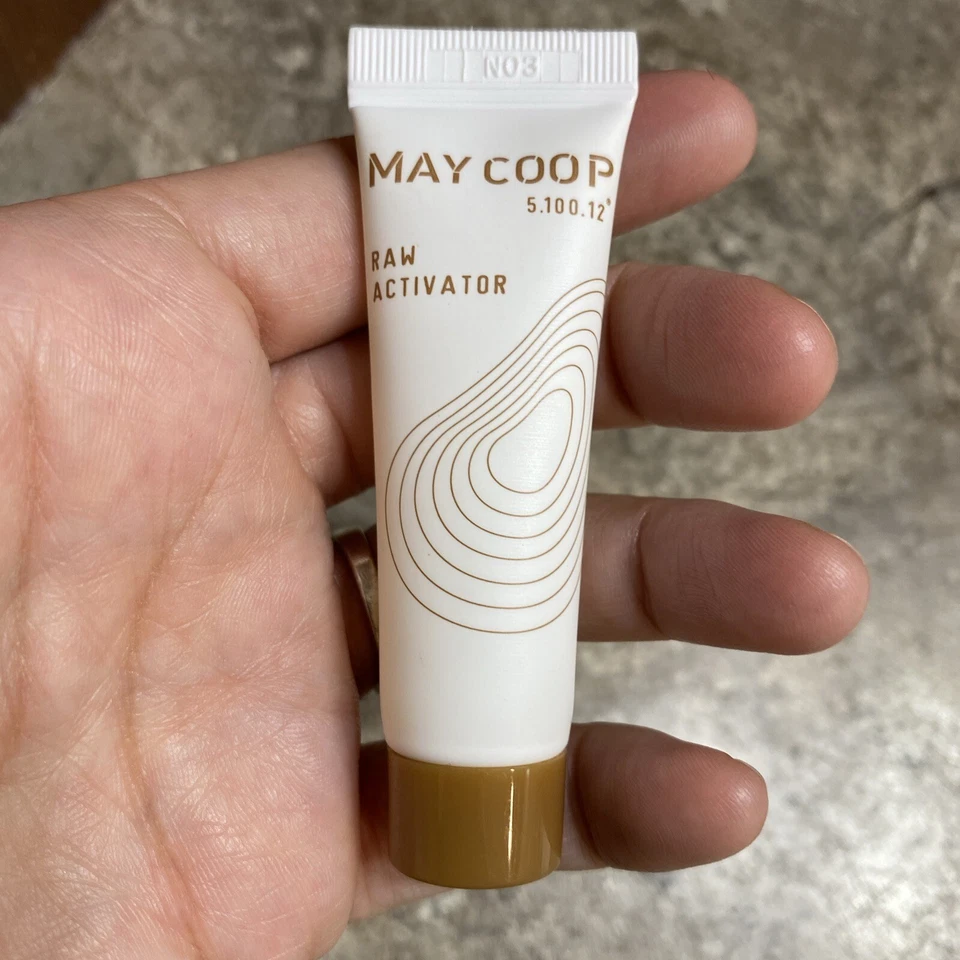 N03
MAY COOP
5.100.12°
RAW
ACTIVATOR